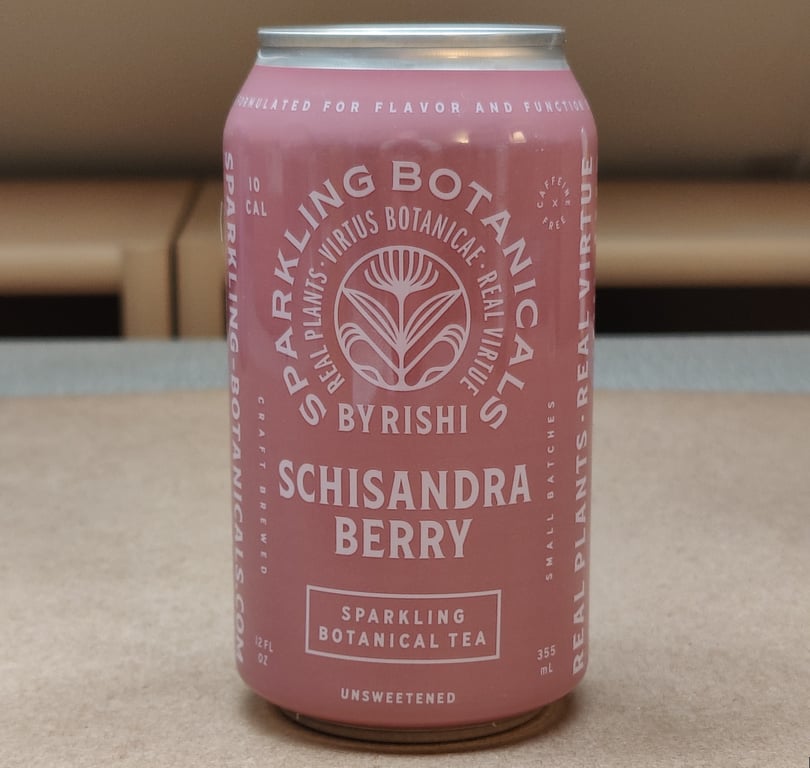 FORMULATED FOR FLAVOR AND FUNCTION
10
CAL
CAFFEINE
X
FREE
SPARKLING BOTANICALS
REAL PLANTS · VIRTUS BOTANICAE · REAL VIRTUE
BY RISHI
SCHISANDRA
BERRY
SPARKLING
BOTANICAL TEA
UNSWEETENED
SPARKLING-BOTANICALS.COM
CRAFT BREWED
SMALL BATCHES
REAL PLANTS · REAL VIRTUE
12 FL
OZ
355
mL